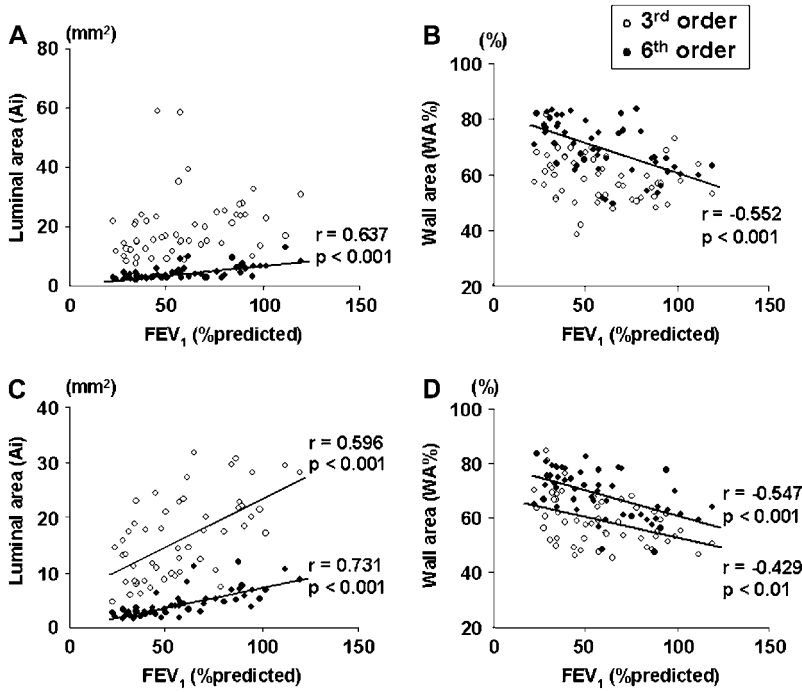 3rd order
6th order
A
(mm2)
80
60
40
20
0
Luminal area (Ai)
r = 0.637
p < 0.001
0
50
100
150
FEV1 (%predicted)
B
(%)
100
80
60
40
20
Wall area (WA%)
r = -0.552
p < 0.001
0
50
100
150
FEV1 (%predicted)
C
(mm2)
40
30
20
10
0
Luminal area (Ai)
r = 0.596
p < 0.001
r = 0.731
p < 0.001
0
50
100
150
FEV1 (%predicted)
D
(%)
100
80
60
40
20
Wall area (WA%)
r = -0.547
p < 0.001
r = -0.429
p < 0.01
0
50
100
150
FEV1 (%predicted)